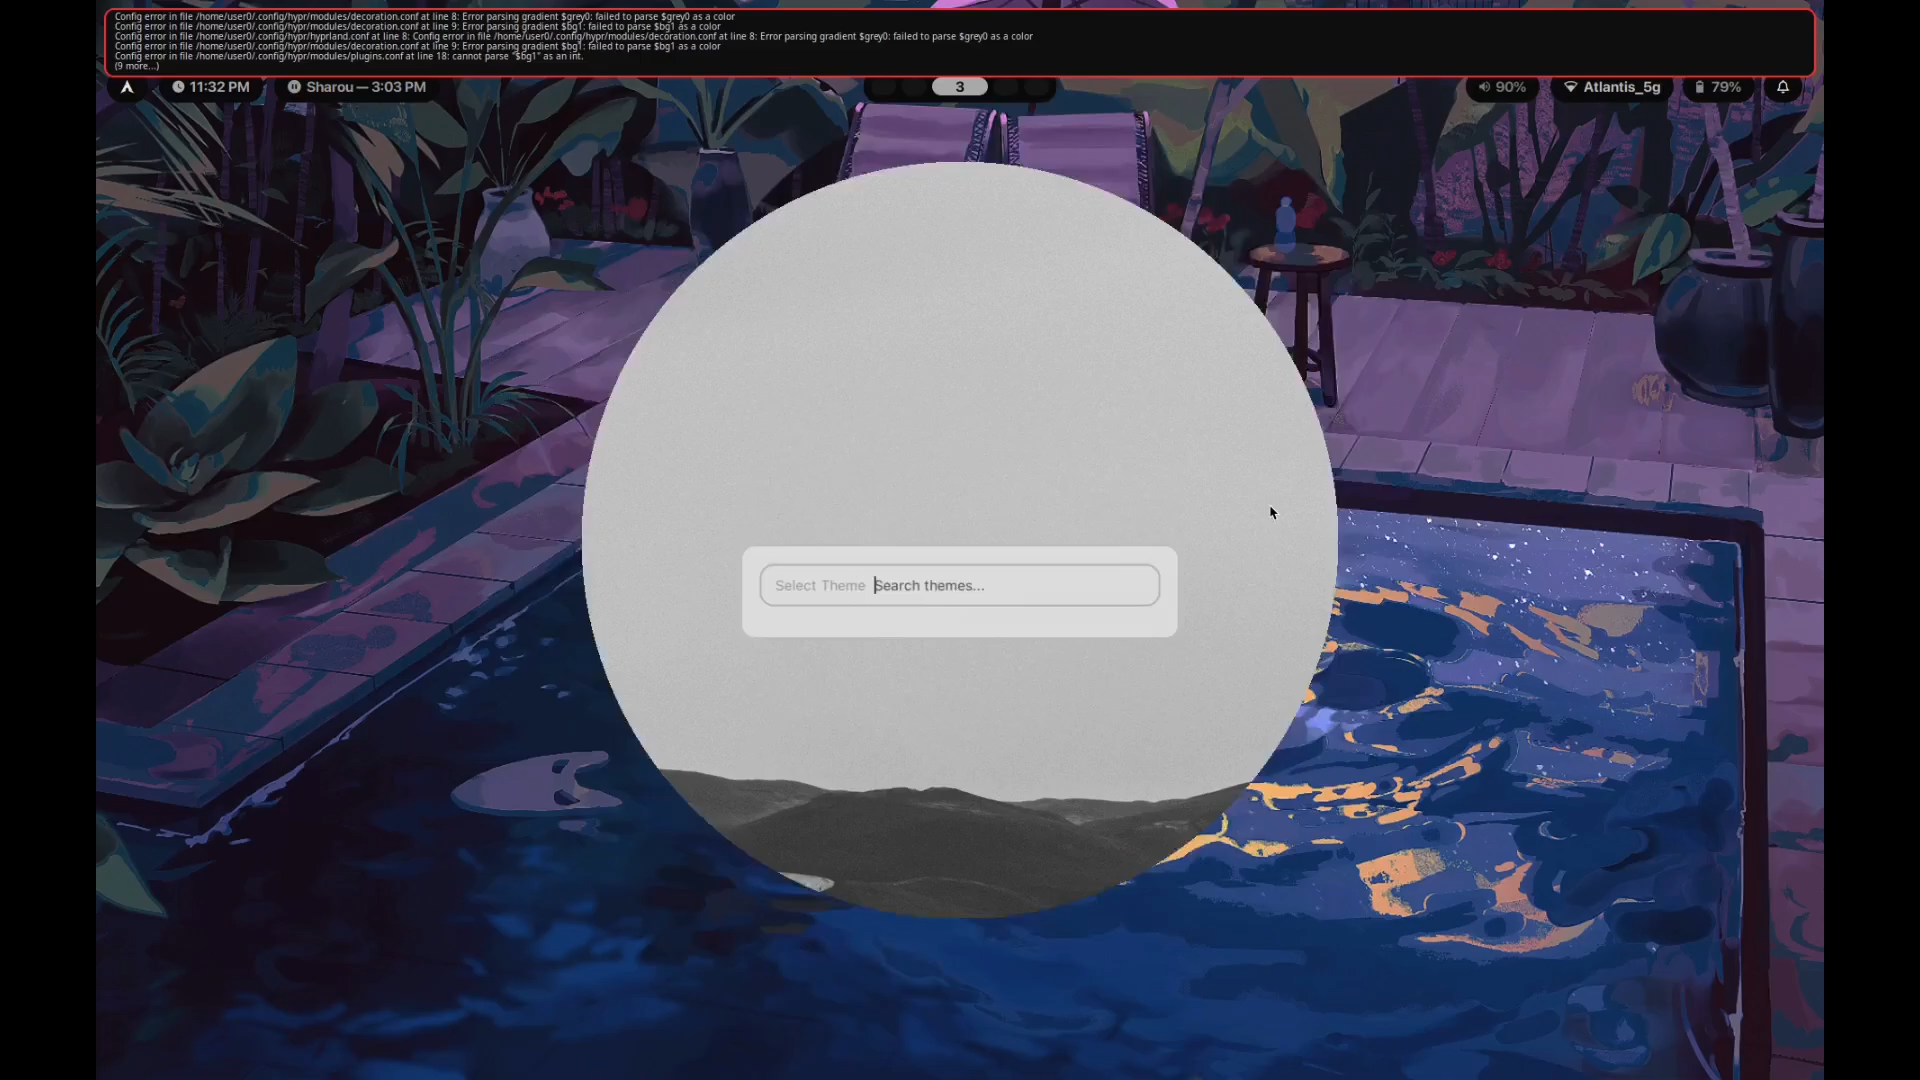 Config error in file /home/user0/.config/hypr/modules/decoration.conf at line 8: Error parsing gradient $grey0: failed to parse $grey0 as a color
Config error in file /home/user0/.config/hypr/modules/decoration.conf at line 9: Error parsing gradient $bg1: failed to parse $bg1 as a color
Config error in file /home/user0/.config/hypr/hyprland.conf at line 8: Config error in file /home/user0/.config/hypr/modules/decoration.conf at line 8: Error parsing gradient $grey0: failed to parse $grey0 as a color
Config error in file /home/user0/.config/hypr/modules/decoration.conf at line 9: Error parsing gradient $bg1: failed to parse $bg1 as a color
Config error in file /home/user0/.config/hypr/modules/plugins.conf at line 18: cannot parse "$bg1" as an int.
(9 more...)
11:32 PM Sharou — 3:03 PM 3 90% Atlantis_5g 79%
Select Theme Search themes...